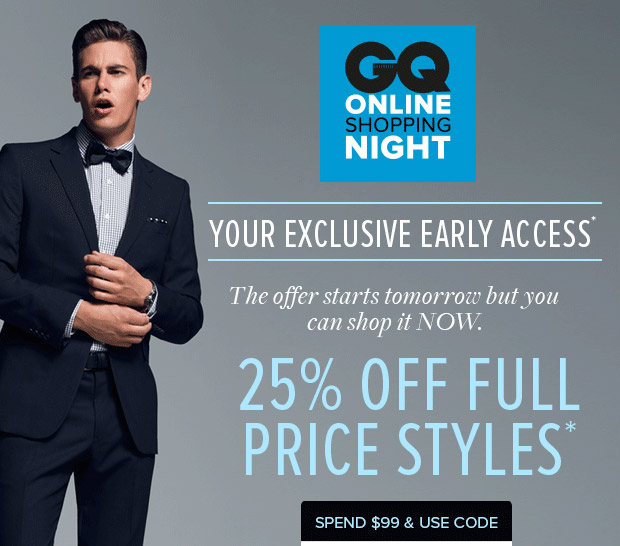 GQ
ONLINE
SHOPPING
NIGHT
YOUR EXCLUSIVE EARLY ACCESS*
The offer starts tomorrow but you
can shop it NOW.
25% OFF FULL
PRICE STYLES*
SPEND $99 & USE CODE